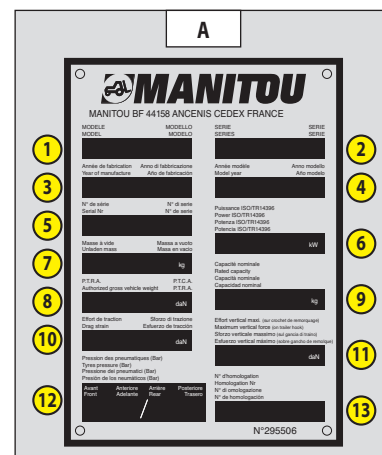 A
MANITOU
MANITOU BF 44158 ANCENIS CEDEX FRANCE
MODELE MODELLO
MODEL MODELO
1
SERIE SERIE
SERIES SERIE
2
Année de fabrication Anno di fabbricazione
Year of manufacture Año de fabricación
3
Année modéle Anno modello
Model year Año modelo
4
N° de série N° di serie
Serial Nr N° de serie
5
Puissance ISO/TR14396
Power ISO/TR14396
Potenza ISO/TR14396
Potencia ISO/TR14396
kW
6
Masse à vide Massa a vuoto
Unladen mass Masa en vacio
kg
7
P.T.R.A. P.T.C.A.
Authorized gross vehicle weight P.T.R.A.
daN
8
Capacité nominale
Rated capacity
Capacità nominale
Capacidad nominal
kg
9
Effort de traction Sforzo di trazione
Drag strain Esfuerzo de tracción
daN
10
Effort vertical maxi. (sur crochet de remorquage)
Maximum vertical force (on trailer hook)
Sforzo verticale massimo (sul gancio di traino)
Esfuerzo vertical máximo (sobre gancho de remolque)
daN
11
Pression des pneumatiques (Bar)
Tyres pressure (Bar)
Pressione dei pneumatici (Bar)
Presión de los neumáticos (Bar)
Avant Anteriore Arrière Posteriore
Front Adelante Rear Trasero
/
12
N° d'homologation
Homologation Nr
N° di omologazione
N° de homologación
13
N°295506